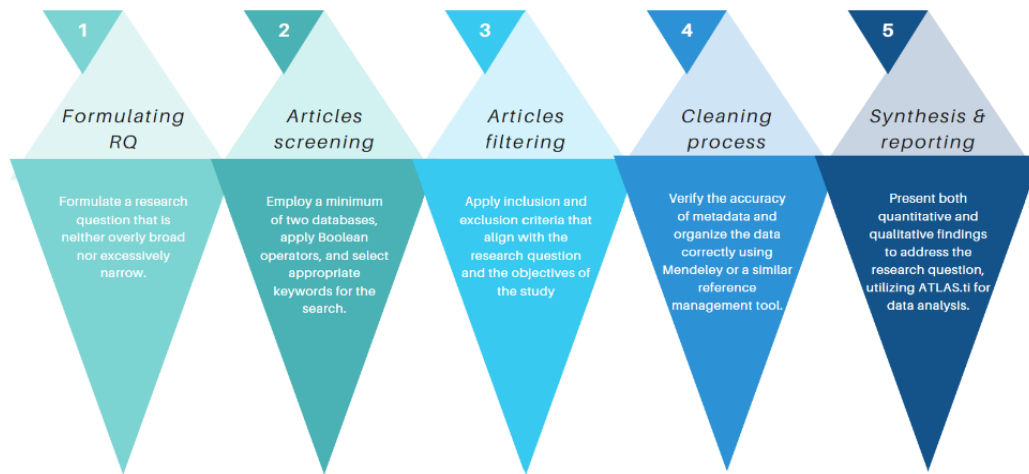 1
Formulating
RQ
Formulate a research
question that is
neither overly broad
nor excessively
narrow.
2
Articles
screening
Employ a minimum
of two databases,
apply Boolean
operators, and select
appropriate
keywords for the
search.
3
Articles
filtering
Apply inclusion and
exclusion criteria that
align with the
research question
and the objectives of
the study
4
Cleaning
process
Verify the accuracy
of metadata and
organize the data
correctly using
Mendeley or a similar
reference
management tool.
5
Synthesis &
reporting
Present both
quantitative and
qualitative findings
to address the
research question,
utilizing ATLAS.ti for
data analysis.